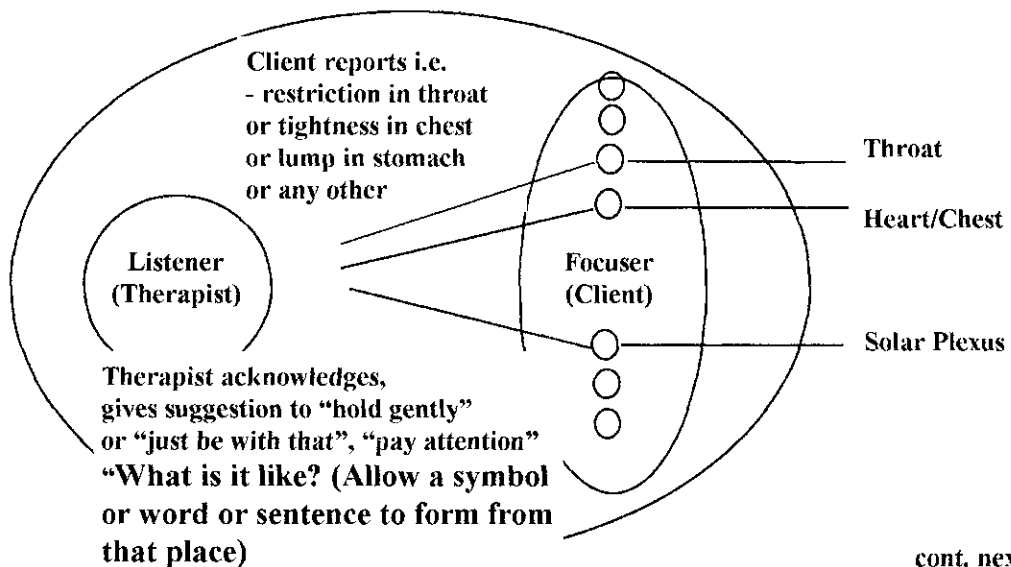 Client reports i.e.
- restriction in throat
or tightness in chest
or lump in stomach
or any other
Throat
Heart/Chest
Listener
(Therapist)
Focuser
(Client)
Solar Plexus
Therapist acknowledges,
gives suggestion to “hold gently”
or “just be with that”, “pay attention”
“What is it like? (Allow a symbol
or word or sentence to form from
that place)
cont. nex